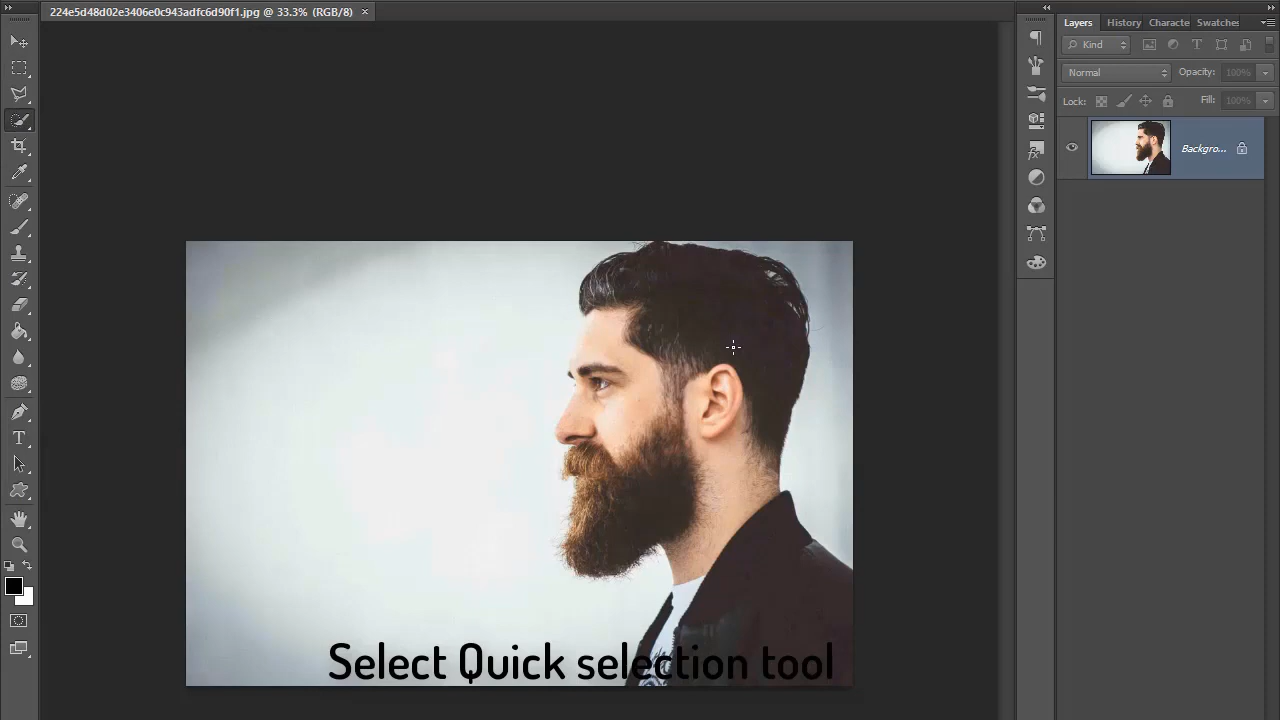 224e5d48d02e3406e0c943adfc6d90f1.jpg @ 33.3% (RGB/8) ×
Layers History Characte Swatches
Kind
Normal Opacity: 100%
Lock: Fill: 100%
Backgro...
T
Select Quick selection tool